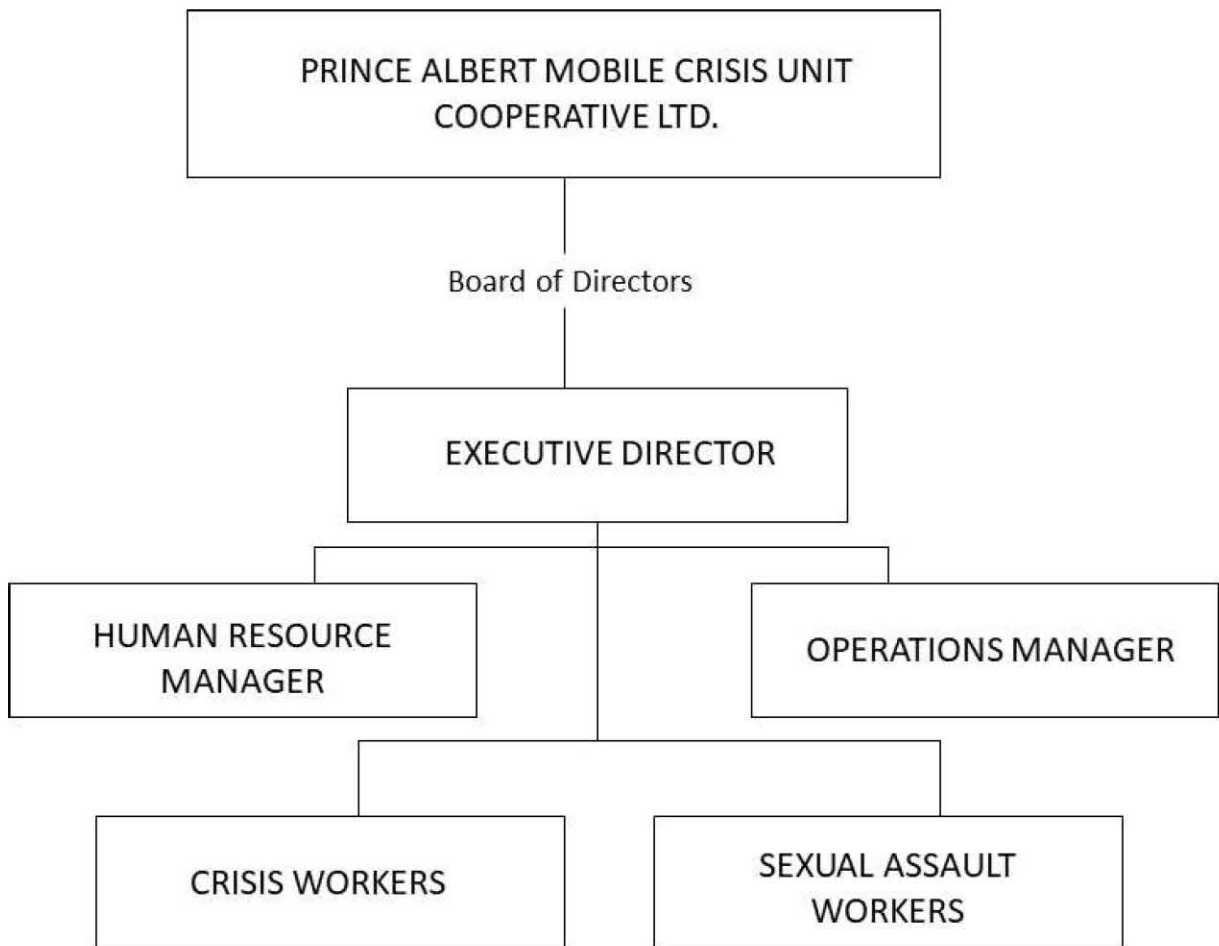 PRINCE ALBERT MOBILE CRISIS UNIT
COOPERATIVE LTD.
Board of Directors
EXECUTIVE DIRECTOR
HUMAN RESOURCE
MANAGER
OPERATIONS MANAGER
CRISIS WORKERS
SEXUAL ASSAULT
WORKERS